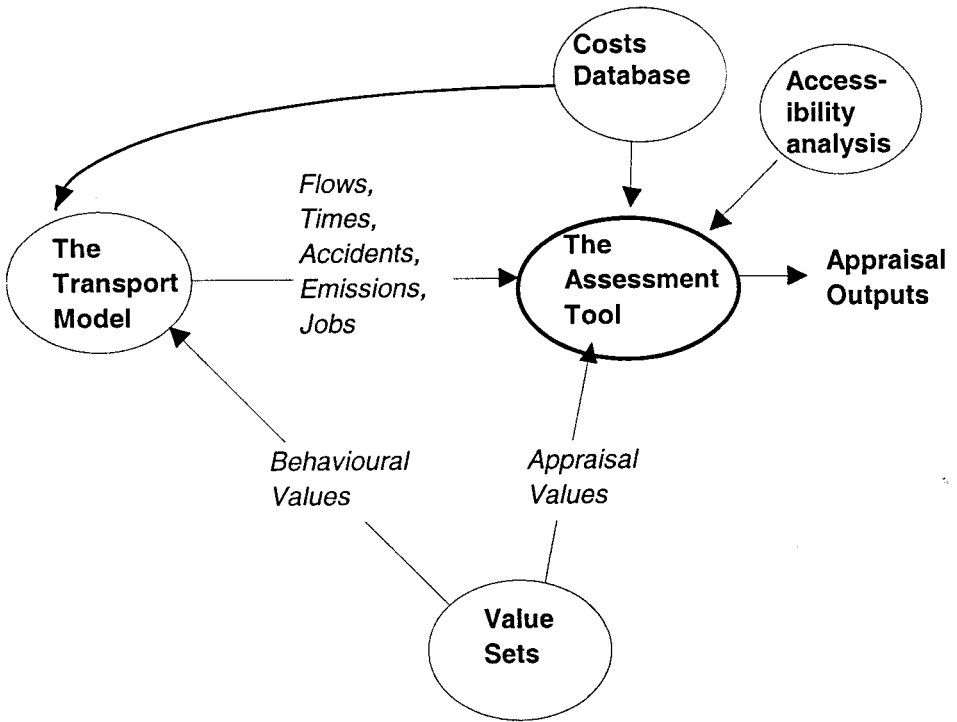 Costs
Database
Access-
ibility
analysis
Flows,
Times,
Accidents,
Emissions,
Jobs
The
Transport
Model
The
Assessment
Tool
Appraisal
Outputs
Behavioural
Values
Appraisal
Values
Value
Sets